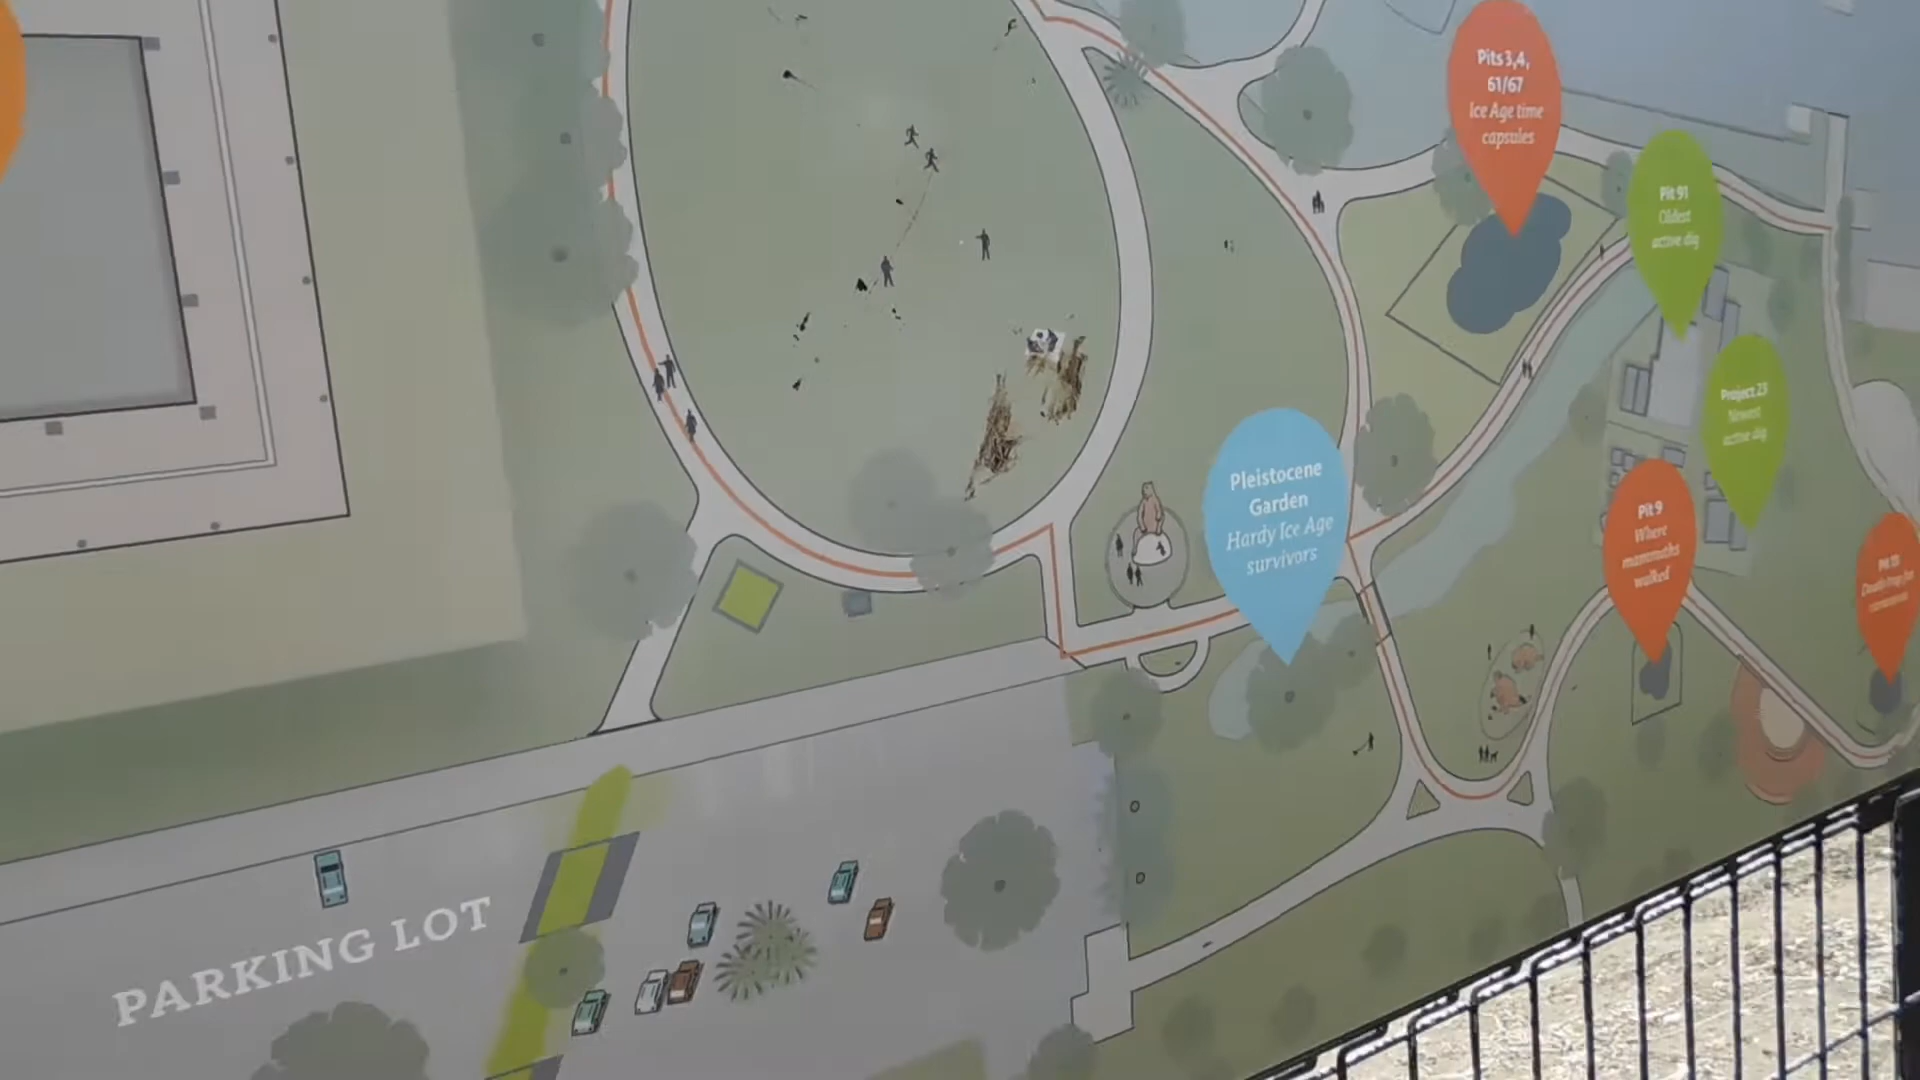 Pits 3,4,
61/67
Ice Age time
capsules
Pit 91
Oldest
active dig
Project 23
Newest
active dig
Pleistocene
Garden
Hardy Ice Age
survivors
Pit 9
Where
mammoths
walked
PARKING LOT